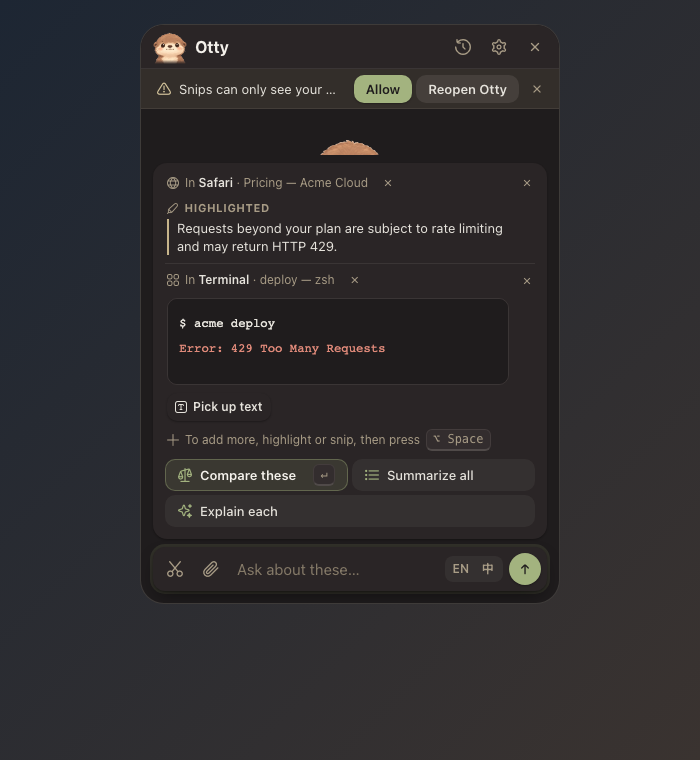 Otty
Snips can only see your ...
Allow
Reopen Otty
In Safari · Pricing — Acme Cloud
HIGHLIGHTED
Requests beyond your plan are subject to rate limiting
and may return HTTP 429.
In Terminal · deploy — zsh
$ acme deploy
Error: 429 Too Many Requests
Pick up text
To add more, highlight or snip, then press ⌥ Space
Compare these ↵
Summarize all
Explain each
Ask about these...
EN 中